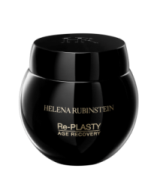 HELENA RUBINSTEIN
Re-PLASTY
AGE RECOVERY